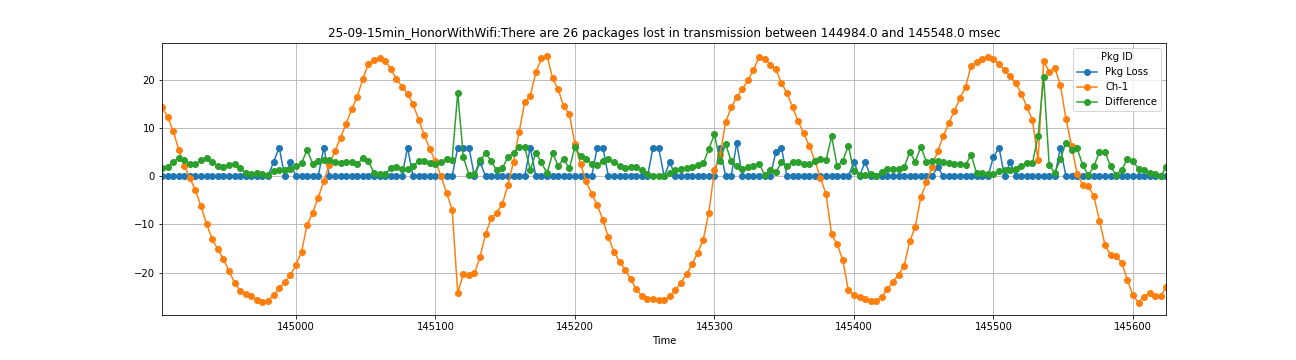 25-09-15min_HonorWithWifi:There are 26 packages lost in transmission between 144984.0 and 145548.0 msec
Pkg ID
Pkg Loss
Ch-1
Difference
20
10
0
−10
−20
145000 145100 145200 145300 145400 145500 145600
Time